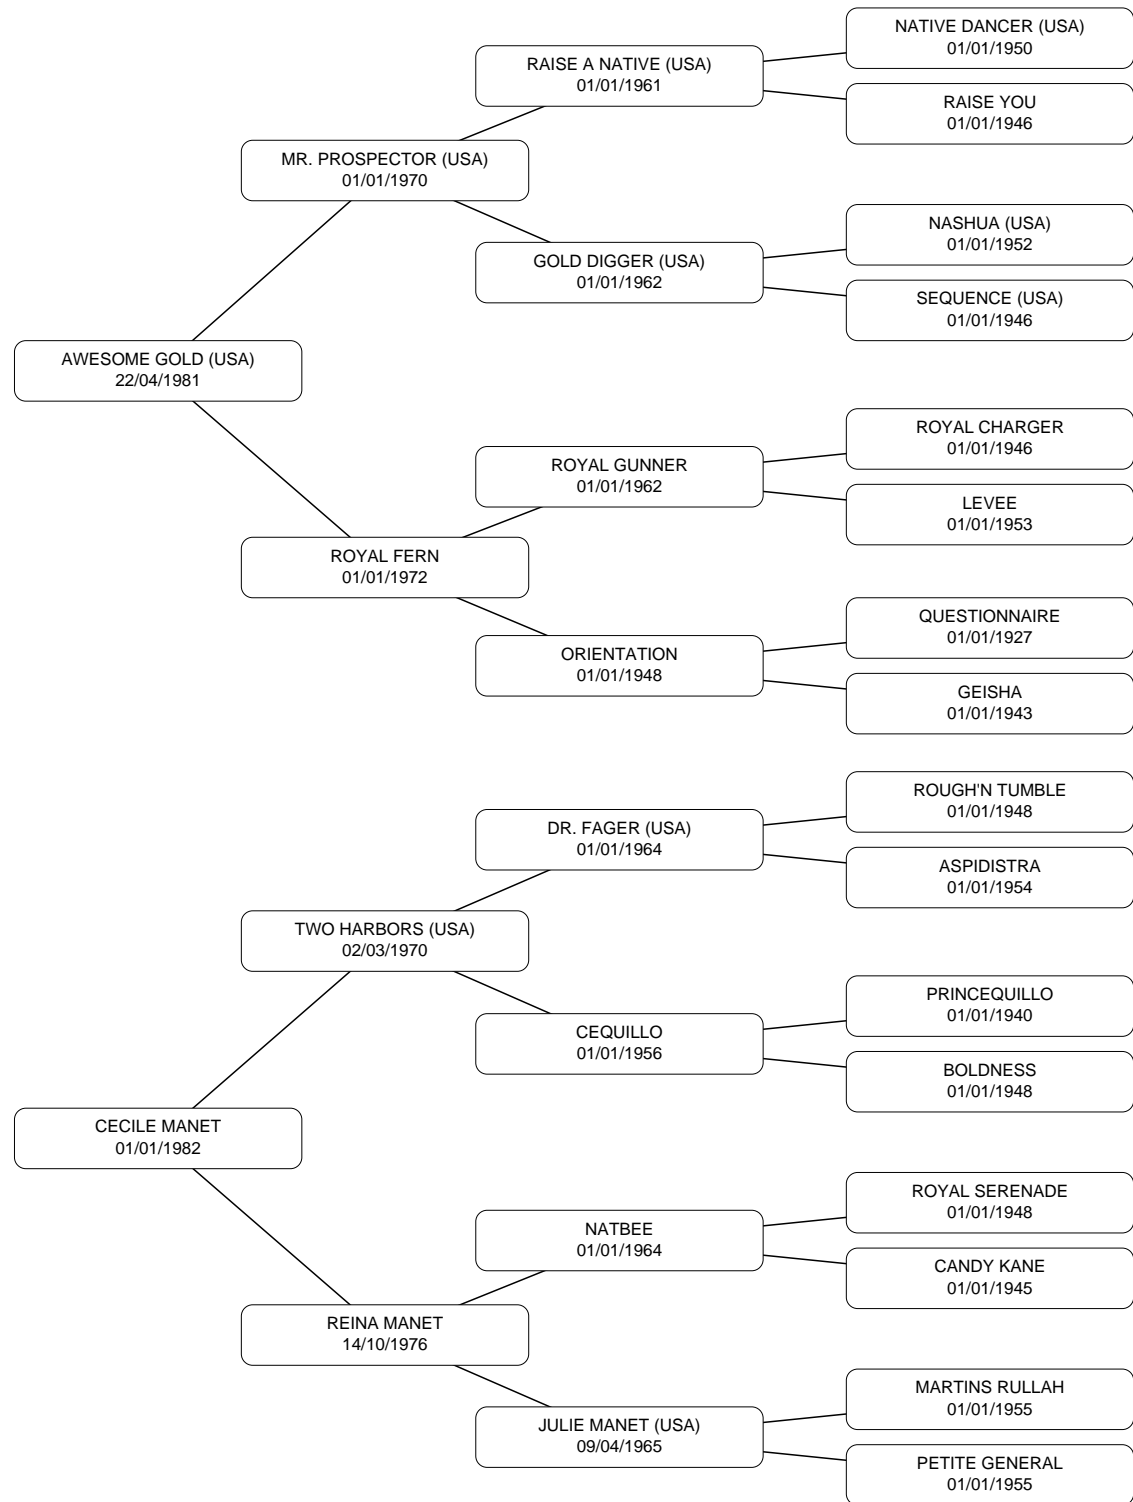 NATIVE DANCER (USA)
01/01/1950
RAISE A NATIVE (USA)
01/01/1961
RAISE YOU
01/01/1946
MR. PROSPECTOR (USA)
01/01/1970
NASHUA (USA)
01/01/1952
GOLD DIGGER (USA)
01/01/1962
SEQUENCE (USA)
01/01/1946
AWESOME GOLD (USA)
22/04/1981
ROYAL CHARGER
01/01/1946
ROYAL GUNNER
01/01/1962
LEVEE
01/01/1953
ROYAL FERN
01/01/1972
QUESTIONNAIRE
01/01/1927
ORIENTATION
01/01/1948
GEISHA
01/01/1943
ROUGH'N TUMBLE
01/01/1948
DR. FAGER (USA)
01/01/1964
ASPIDISTRA
01/01/1954
TWO HARBORS (USA)
02/03/1970
PRINCEQUILLO
01/01/1940
CEQUILLO
01/01/1956
BOLDNESS
01/01/1948
CECILE MANET
01/01/1982
ROYAL SERENADE
01/01/1948
NATBEE
01/01/1964
CANDY KANE
01/01/1945
REINA MANET
14/10/1976
MARTINS RULLAH
01/01/1955
JULIE MANET (USA)
09/04/1965
PETITE GENERAL
01/01/1955